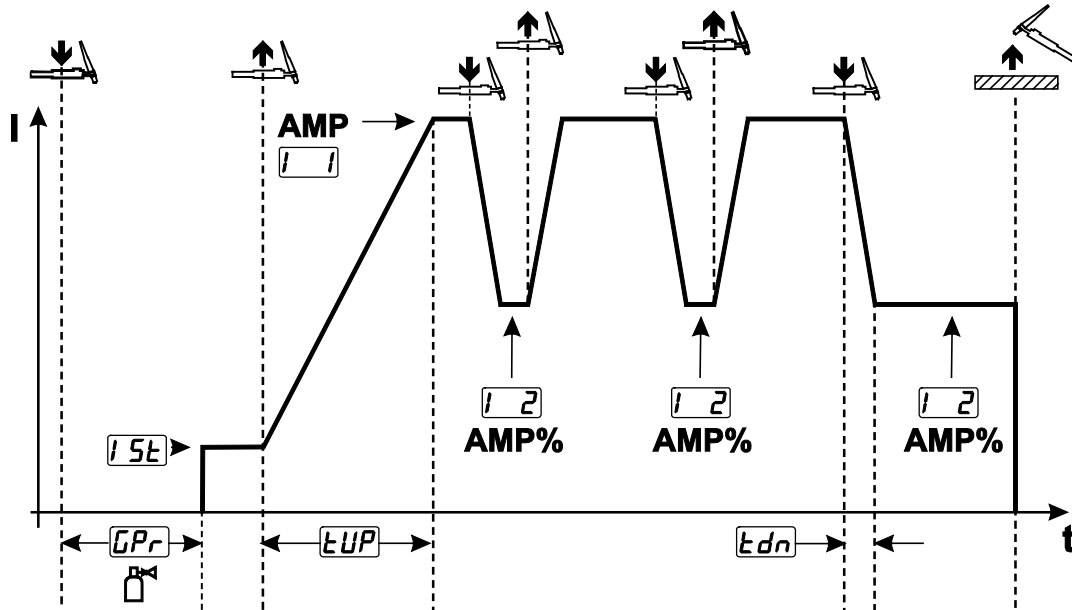 I
AMP
I 1
I 2
AMP%
I 2
AMP%
I 2
AMP%
I St
GPr
tUP
tdn
t